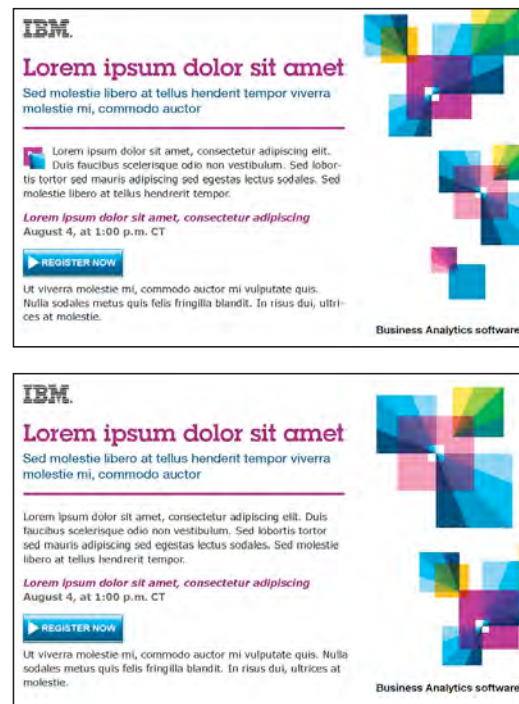 IBM.
Lorem ipsum dolor sit amet
Sed molestie libero at tellus henderit tempor viverra
molestie mi, commodo auctor
Lorem ipsum dolor sit amet, consectetur adipiscing elit.
Duis faucibus scelerisque odio non vestibulum. Sed lobor-
tis tortor sed mauris adipiscing sed egestas lectus sodales. Sed
molestie libero at tellus hendrerit tempor.
Lorem ipsum dolor sit amet, consectetur adipiscing
August 4, at 1:00 p.m. CT
REGISTER NOW
Ut viverra molestie mi, commodo auctor mi vulputate quis.
Nulla sodales metus quis felis fringilla blandit. In risus dui, ultri-
ces at molestie.
Business Analytics software
IBM.
Lorem ipsum dolor sit amet
Sed molestie libero at tellus henderit tempor viverra
molestie mi, commodo auctor
Lorem ipsum dolor sit amet, consectetur adipiscing elit. Duis
faucibus scelerisque odio non vestibulum. Sed lobortis tortor
sed mauris adipiscing sed egestas lectus sodales. Sed molestie
libero at tellus hendrerit tempor.
Lorem ipsum dolor sit amet, consectetur adipiscing
August 4, at 1:00 p.m. CT
REGISTER NOW
Ut viverra molestie mi, commodo auctor mi vulputate quis. Nulla
sodales metus quis felis fringilla blandit. In risus dui, ultrices at
molestie.
Business Analytics software